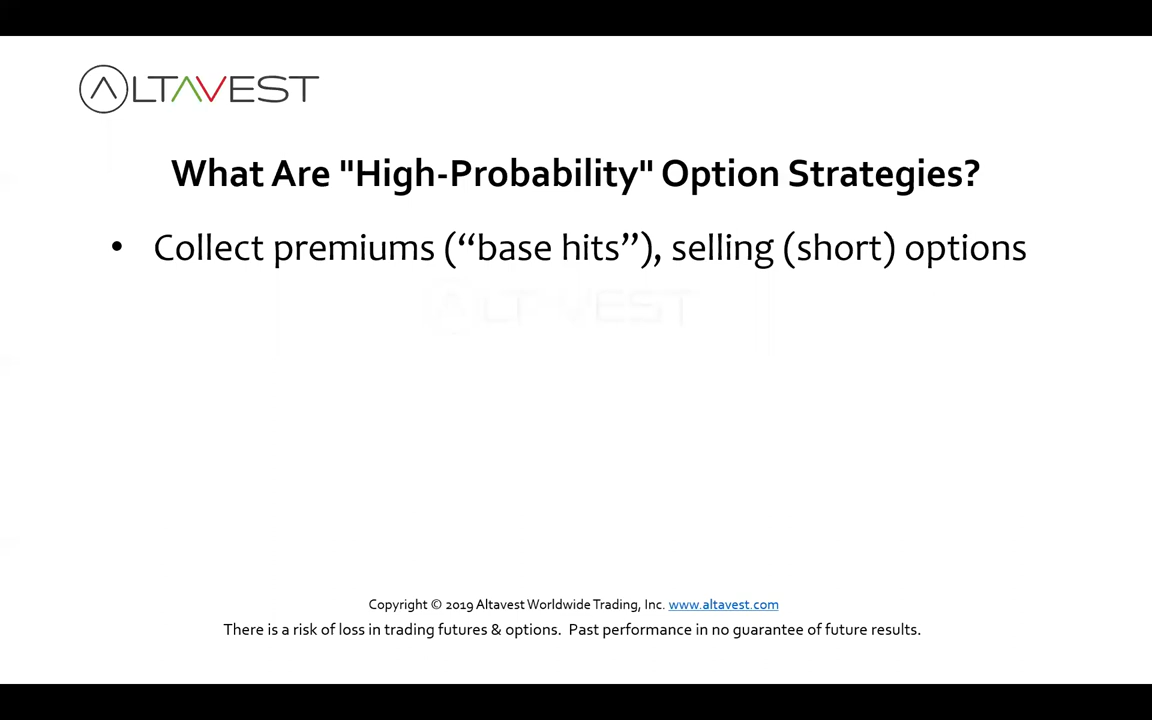 ALTAVEST
What Are "High-Probability" Option Strategies?
• Collect premiums (“base hits”), selling (short) options
ALTAVEST
Copyright © 2019 Altavest Worldwide Trading, Inc. www.altavest.com
There is a risk of loss in trading futures & options. Past performance in no guarantee of future results.